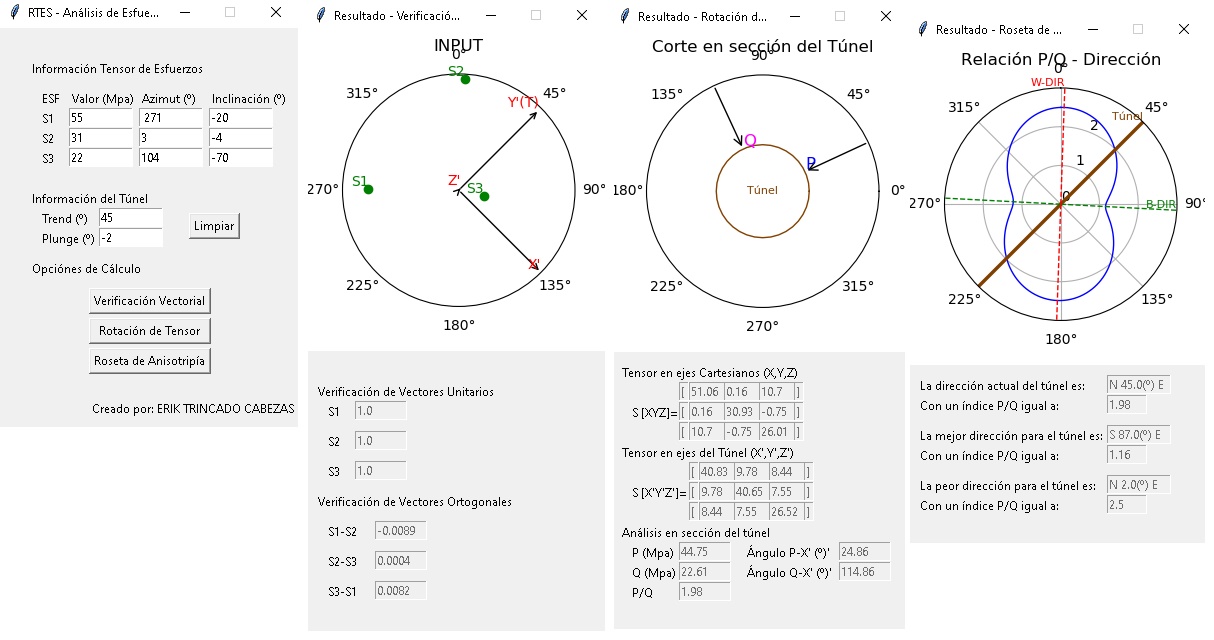 RTES - Análisis de Esfue...
Información Tensor de Esfuerzos
ESF Valor (Mpa) Azimut (º) Inclinación (º)
S1 55 271 -20
S2 31 3 -4
S3 22 104 -70
Información del Túnel
Trend (º) 45
Plunge (º) -2
Limpiar
Opciónes de Cálculo
Verificación Vectorial
Rotación de Tensor
Roseta de Anisotripía
Creado por: ERIK TRINCADO CABEZAS
Resultado - Verificació...
INPUT
0°
45°
90°
135°
180°
225°
270°
315°
S2
Y'(T)
S1
Z'
S3
X'
Verificación de Vectores Unitarios
S1 1.0
S2 1.0
S3 1.0
Verificación de Vectores Ortogonales
S1-S2 -0.0089
S2-S3 0.0004
S3-S1 0.0082
Resultado - Rotación d...
Corte en sección del Túnel
90°
45°
0°
315°
270°
225°
180°
135°
Q
P
Túnel
Tensor en ejes Cartesianos (X,Y,Z)
[ 51.06 0.16 10.7 ]
S [XYZ]= [ 0.16 30.93 -0.75 ]
[ 10.7 -0.75 26.01 ]
Tensor en ejes del Túnel (X',Y',Z')
[ 40.83 9.78 8.44 ]
S [X'Y'Z']= [ 9.78 40.65 7.55 ]
[ 8.44 7.55 26.52 ]
Análisis en sección del túnel
P (Mpa) 44.75 Ángulo P-X' (º)' 24.86
Q (Mpa) 22.61 Ángulo Q-X' (º)' 114.86
P/Q 1.98
Resultado - Roseta de ...
Relación P/Q - Dirección
0°
45°
90°
135°
180°
225°
270°
315°
W-DIR
Túnel
2
1
0
B-DIR
La dirección actual del túnel es: N 45.0(º) E
Con un índice P/Q igual a: 1.98
La mejor dirección para el túnel es: S 87.0(º) E
Con un índice P/Q igual a: 1.16
La peor dirección para el túnel es: N 2.0(º) E
Con un índice P/Q igual a: 2.5